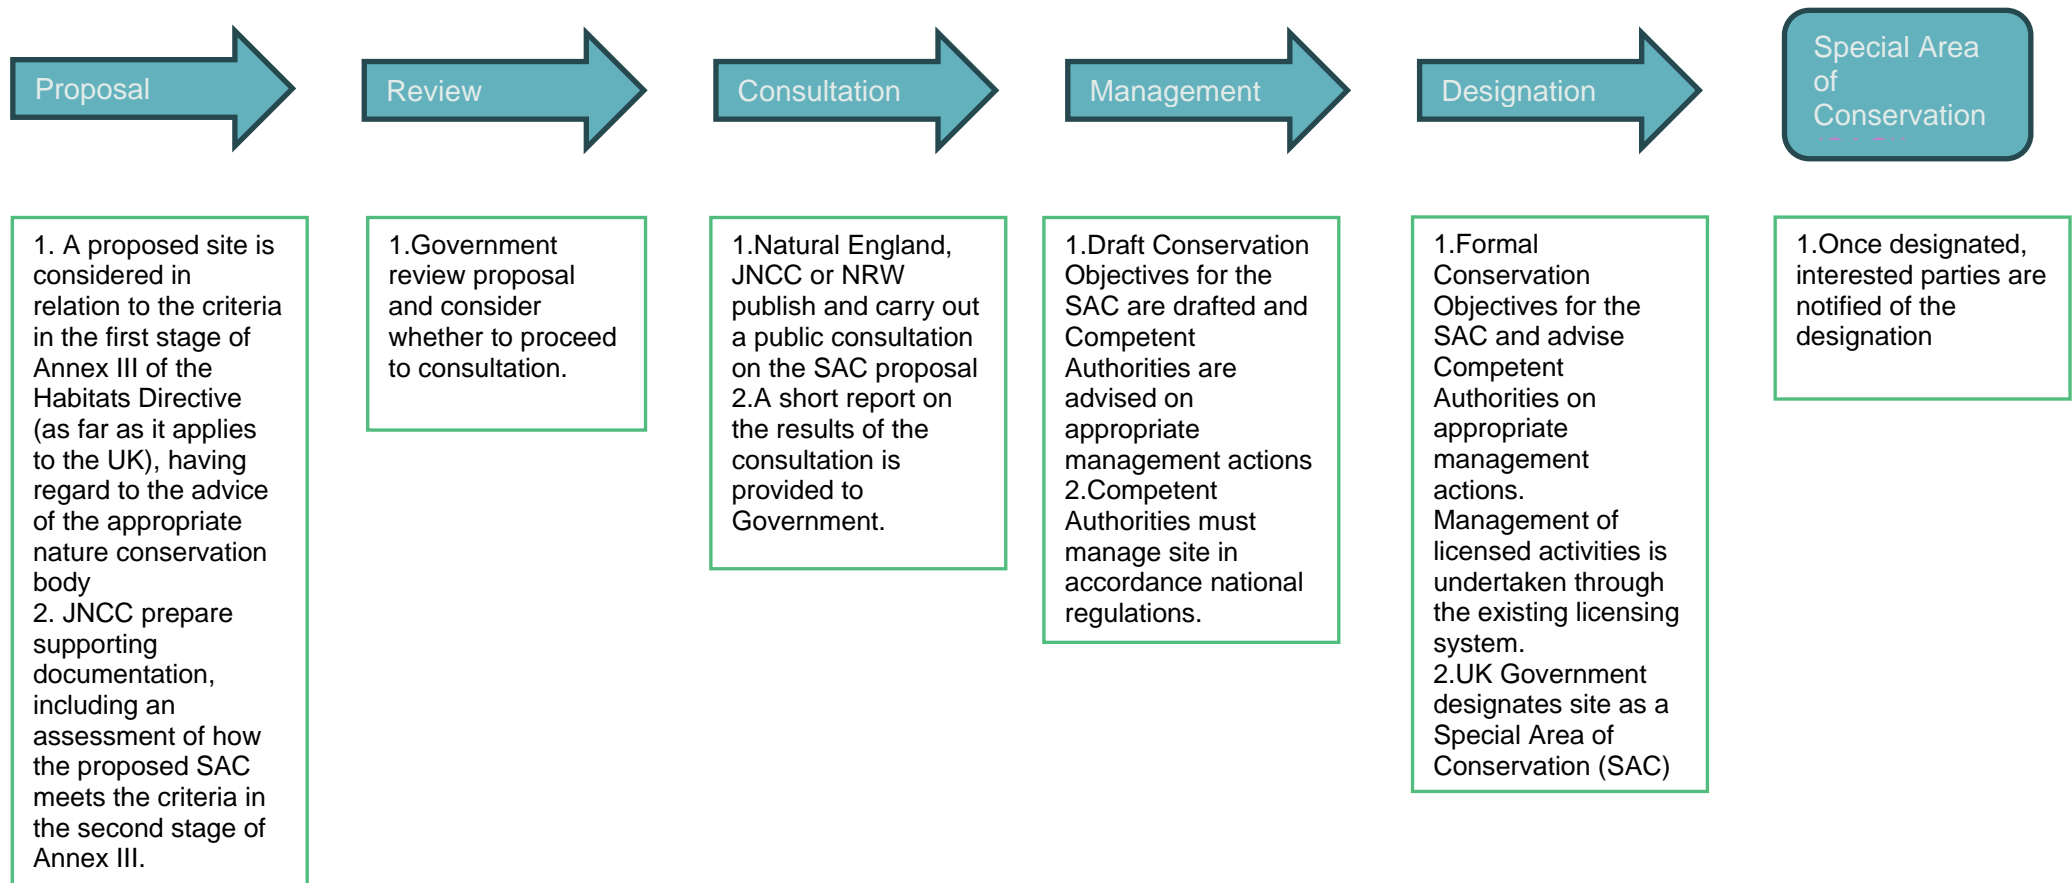 Proposal
Review
Consultation
Management
Designation
Special Area
of
Conservation
1. A proposed site is
considered in
relation to the criteria
in the first stage of
Annex III of the
Habitats Directive
(as far as it applies
to the UK), having
regard to the advice
of the appropriate
nature conservation
body
2. JNCC prepare
supporting
documentation,
including an
assessment of how
the proposed SAC
meets the criteria in
the second stage of
Annex III.
1.Government
review proposal
and consider
whether to proceed
to consultation.
1.Natural England,
JNCC or NRW
publish and carry out
a public consultation
on the SAC proposal
2.A short report on
the results of the
consultation is
provided to
Government.
1.Draft Conservation
Objectives for the
SAC are drafted and
Competent
Authorities are
advised on
appropriate
management actions
2.Competent
Authorities must
manage site in
accordance national
regulations.
1.Formal
Conservation
Objectives for the
SAC and advise
Competent
Authorities on
appropriate
management
actions.
Management of
licensed activities is
undertaken through
the existing licensing
system.
2.UK Government
designates site as a
Special Area of
Conservation (SAC)
1.Once designated,
interested parties are
notified of the
designation